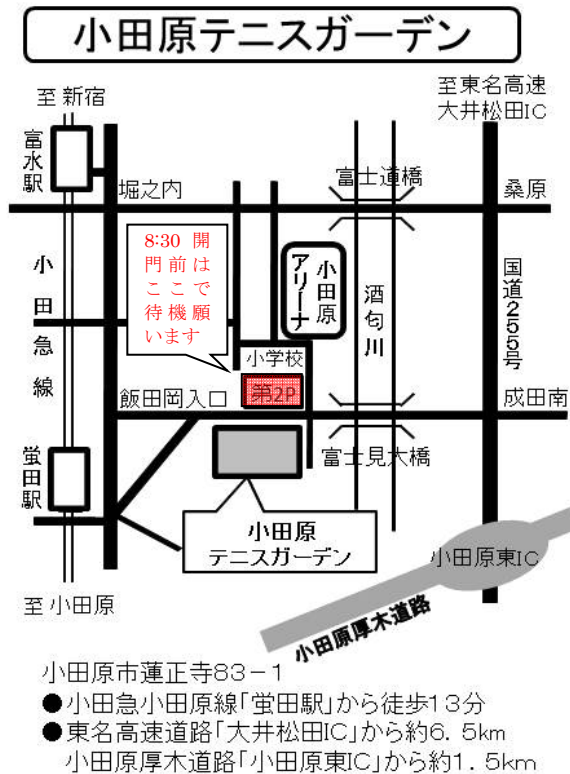 小田原テニスガーデン
至 新宿
至東名高速
大井松田IC
富水駅
堀之内
富士道橋
桑原
8:30 開
門前は
ここで
待機願
います
小田原
アリーナ
小田急線
酒匂川
国道255号
小学校
第2P
飯田岡入口
成田南
蛍田駅
富士見大橋
小田原
テニスガーデン
小田原東IC
至 小田原
小田原厚木道路
小田原市蓮正寺83－1
●小田急小田原線｢蛍田駅｣から徒歩13分
●東名高速道路｢大井松田IC｣から約6．5km
小田原厚木道路｢小田原東IC｣から約1．5km